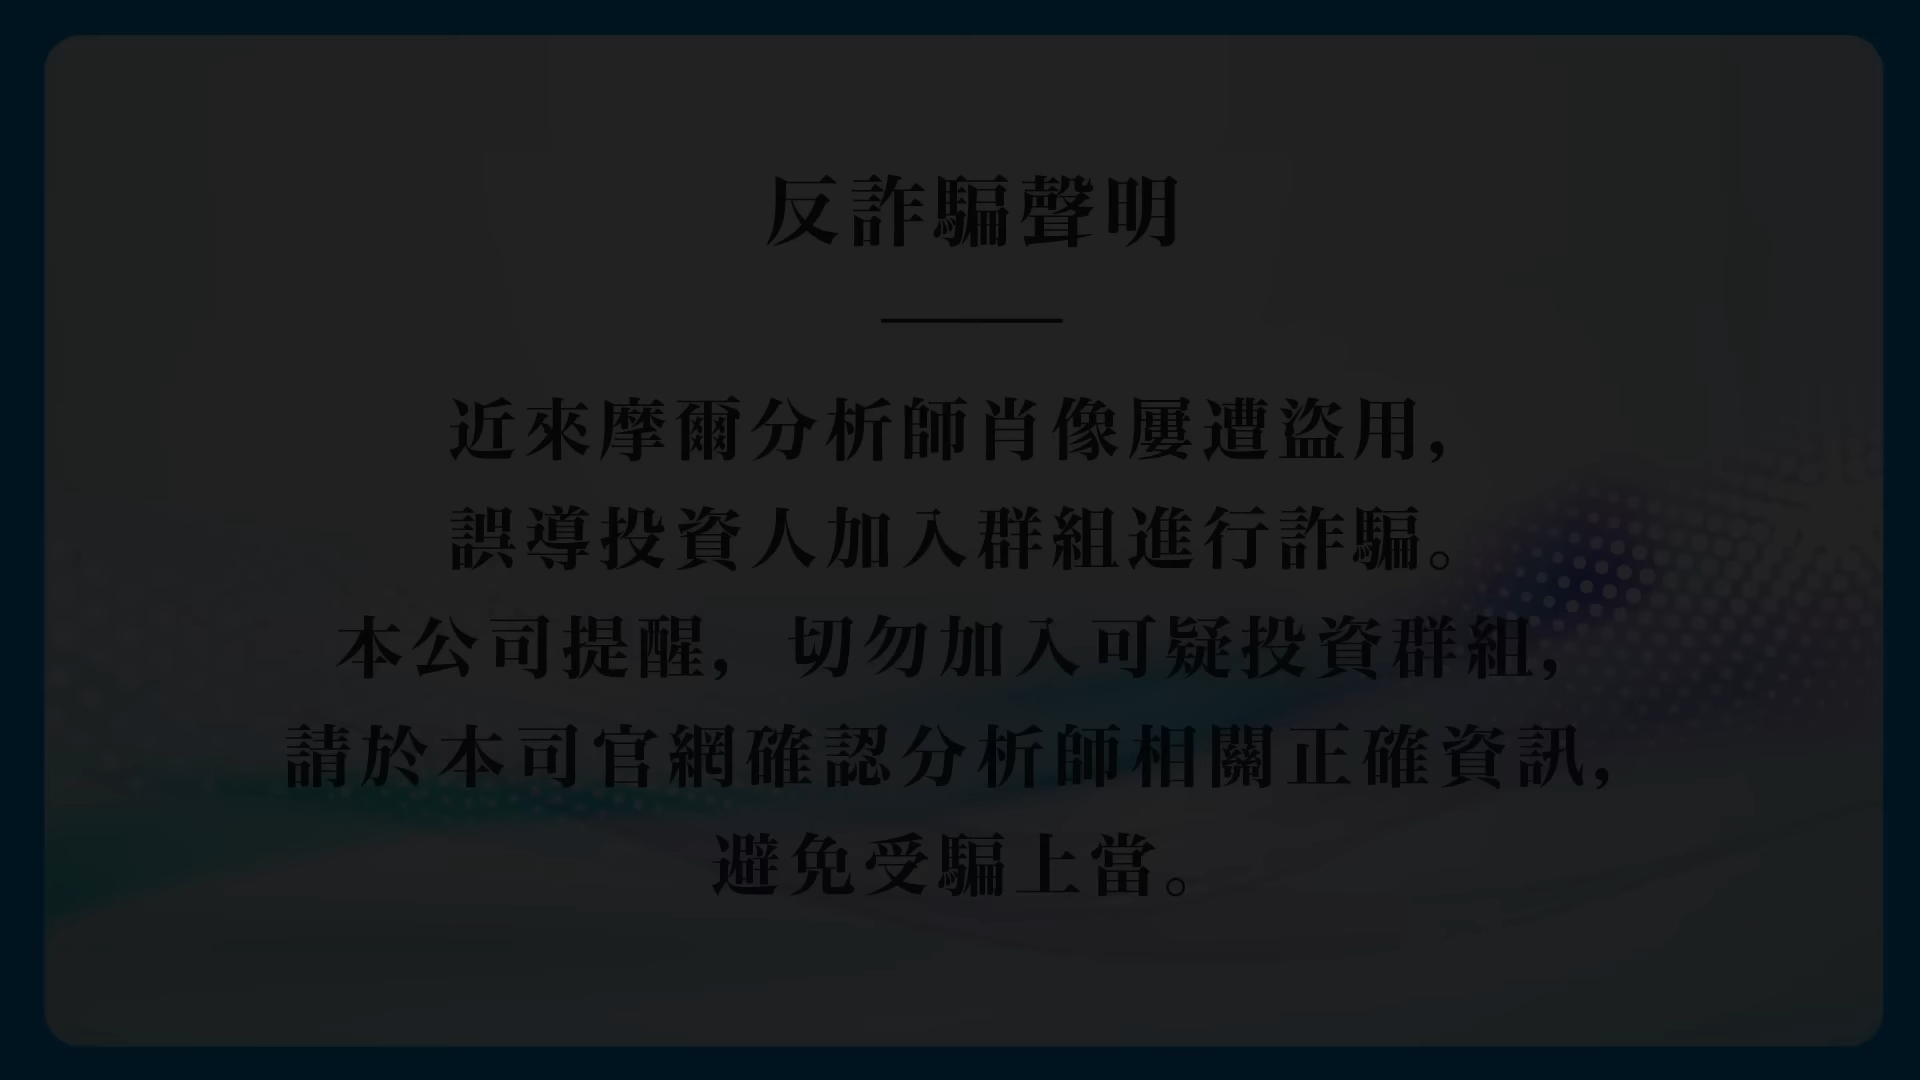 反詐騙聲明
近來摩爾分析師肖像屢遭盜用，
誤導投資人加入群組進行詐騙。
本公司提醒，切勿加入可疑投資群組，
請於本司官網確認分析師相關正確資訊，
避免受騙上當。